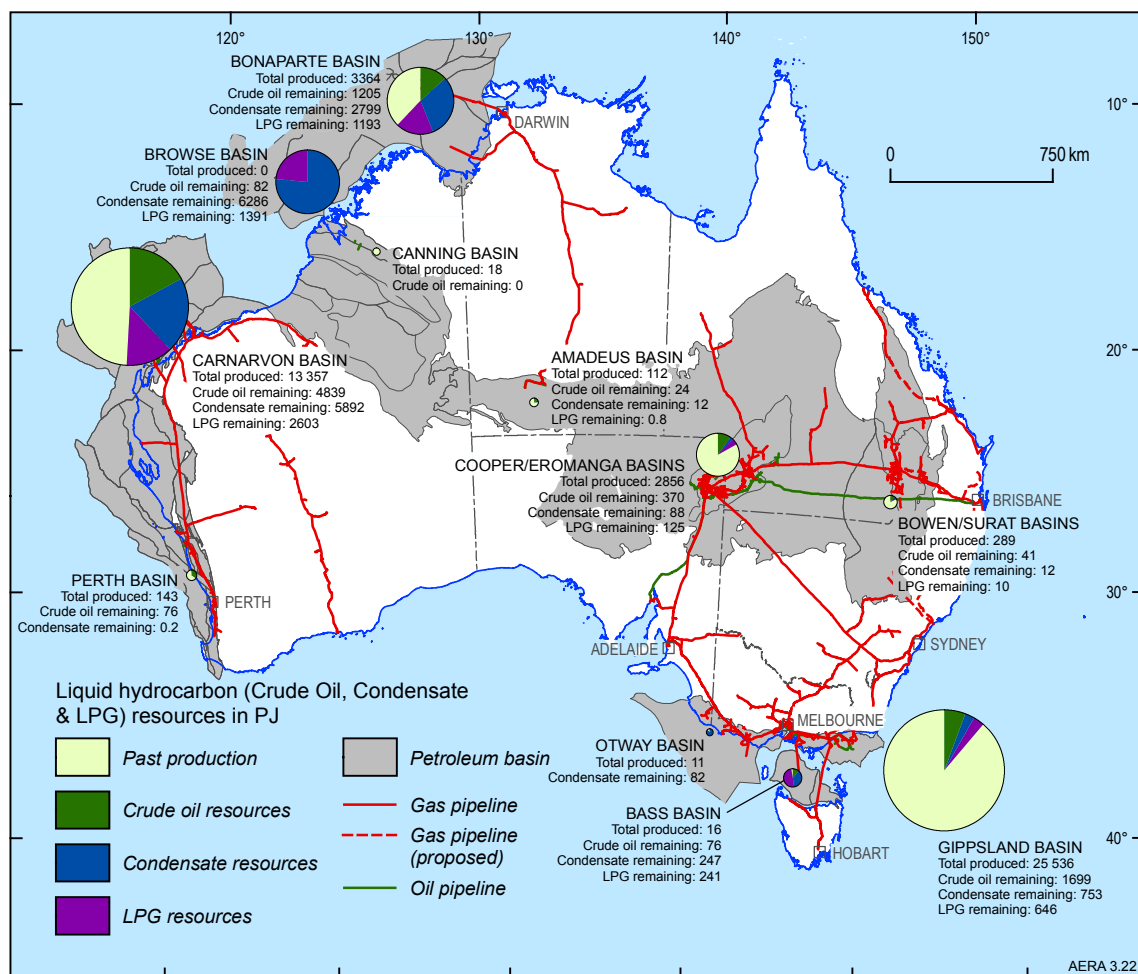 120°
130°
140°
150°
BONAPARTE BASIN
Total produced: 3364
Crude oil remaining: 1205
Condensate remaining: 2799
LPG remaining: 1193
DARWIN
10°
BROWSE BASIN
Total produced: 0
Crude oil remaining: 82
Condensate remaining: 6286
LPG remaining: 1391
0
750 km
CANNING BASIN
Total produced: 18
Crude oil remaining: 0
20°
CARNARVON BASIN
Total produced: 13 357
Crude oil remaining: 4839
Condensate remaining: 5892
LPG remaining: 2603
AMADEUS BASIN
Total produced: 112
Crude oil remaining: 24
Condensate remaining: 12
LPG remaining: 0.8
COOPER/EROMANGA BASINS
Total produced: 2856
Crude oil remaining: 370
Condensate remaining: 88
LPG remaining: 125
BRISBANE
BOWEN/SURAT BASINS
Total produced: 289
Crude oil remaining: 41
Condensate remaining: 12
LPG remaining: 10
PERTH BASIN
Total produced: 143
Crude oil remaining: 76
Condensate remaining: 0.2
PERTH
30°
ADELAIDE
SYDNEY
MELBOURNE
OTWAY BASIN
Total produced: 11
Condensate remaining: 82
BASS BASIN
Total produced: 16
Crude oil remaining: 76
Condensate remaining: 247
LPG remaining: 241
HOBART
40°
GIPPSLAND BASIN
Total produced: 25 536
Crude oil remaining: 1699
Condensate remaining: 753
LPG remaining: 646
Liquid hydrocarbon (Crude Oil, Condensate
& LPG) resources in PJ
Past production
Crude oil resources
Condensate resources
LPG resources
Petroleum basin
Gas pipeline
Gas pipeline
(proposed)
Oil pipeline
AERA 3.22